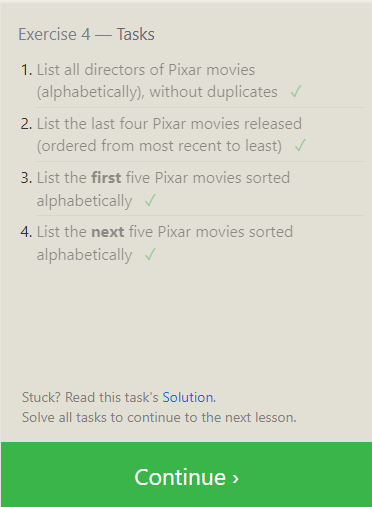 Exercise 4 — Tasks
1. List all directors of Pixar movies
(alphabetically), without duplicates ✓
2. List the last four Pixar movies released
(ordered from most recent to least) ✓
3. List the first five Pixar movies sorted
alphabetically ✓
4. List the next five Pixar movies sorted
alphabetically ✓
Stuck? Read this task's Solution.
Solve all tasks to continue to the next lesson.
Continue ›